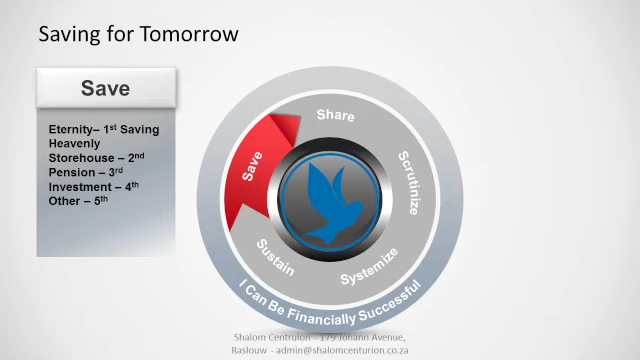 Saving for Tomorrow
Save
Eternity– 1st Saving
Heavenly
Storehouse – 2nd
Pension – 3rd
Investment – 4th
Other – 5th
Share
Scrutinize
Systemize
Sustain
Save
I Can Be Financially Successful
Shalom Centruion - 179 Johann Avenue,
Raslouw - admin@shalomcenturion.co.za